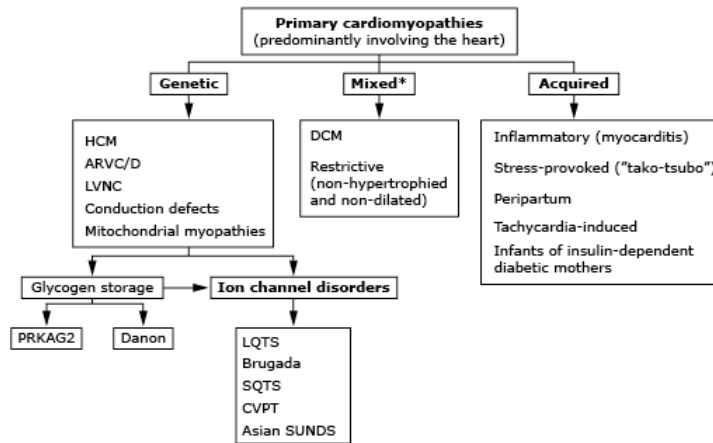 Primary cardiomyopathies
(predominantly involving the heart)
Genetic
Mixed*
Acquired
HCM
ARVC/D
LVNC
Conduction defects
Mitochondrial myopathies
DCM
Restrictive
(non-hypertrophied
and non-dilated)
Inflammatory (myocarditis)
Stress-provoked ("tako-tsubo")
Peripartum
Tachycardia-induced
Infants of insulin-dependent
diabetic mothers
Glycogen storage
Ion channel disorders
PRKAG2
Danon
LQTS
Brugada
SQTS
CVPT
Asian SUNDS